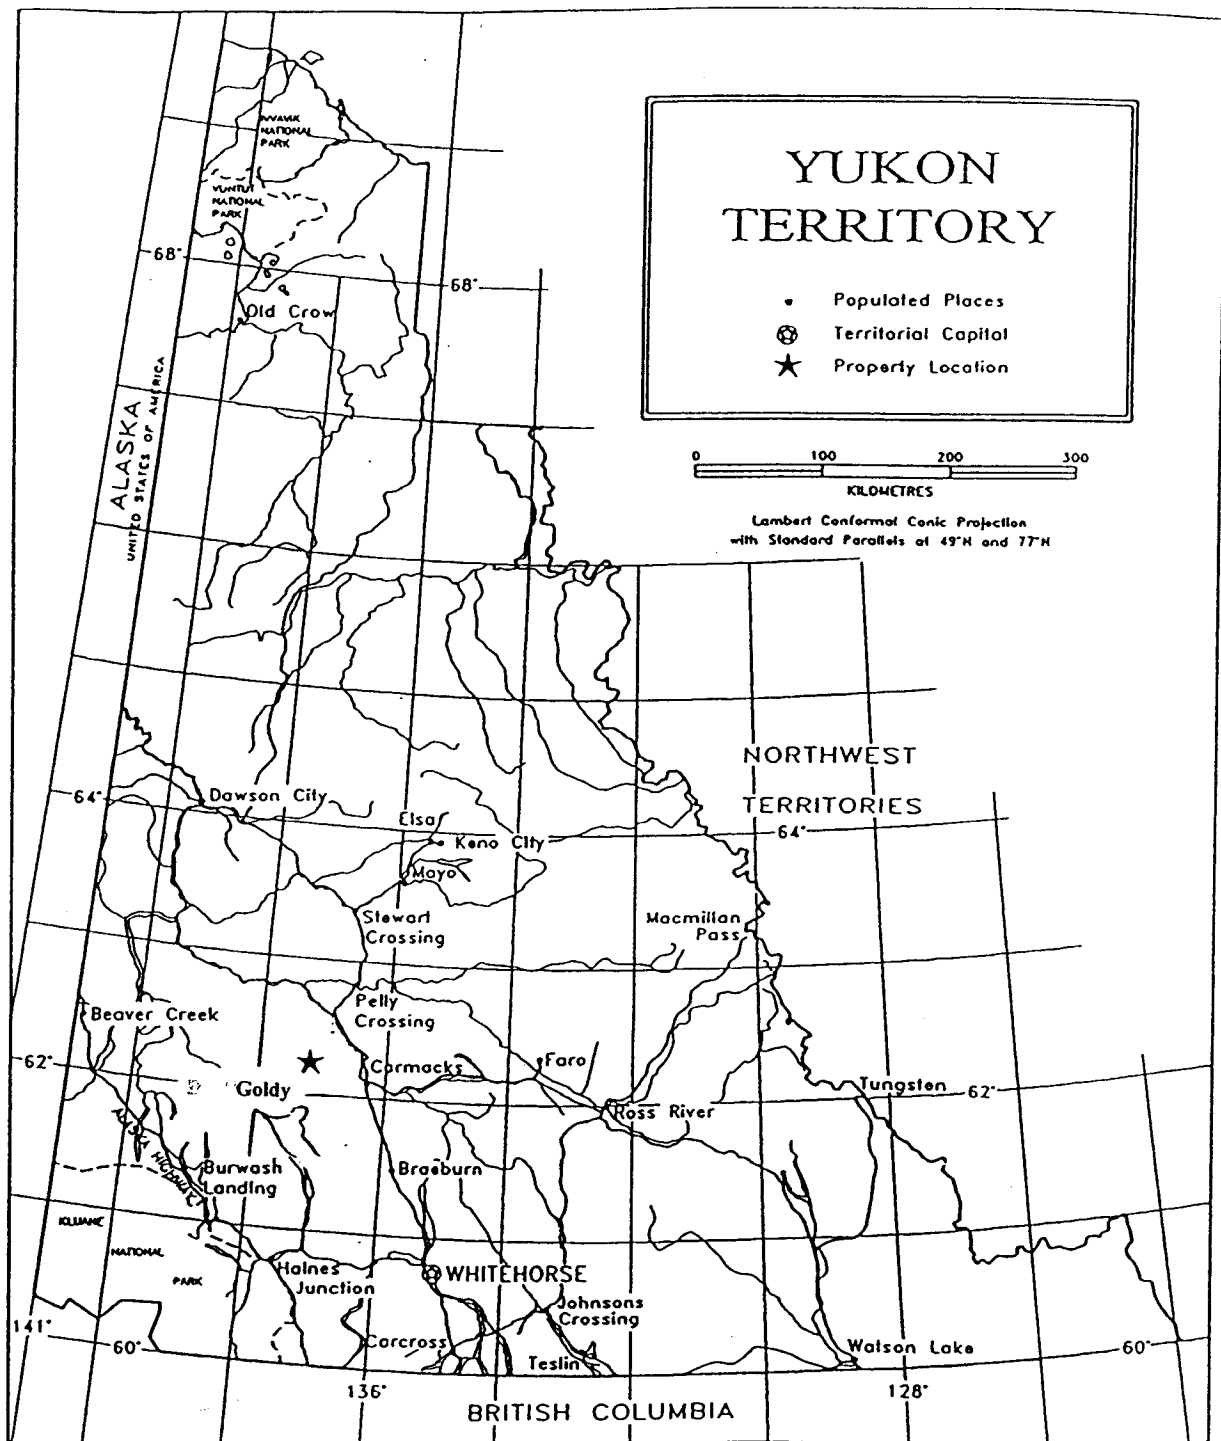 YUKON
TERRITORY
Populated Places
Territorial Capital
Property Location
0 100 200 300
KILOMETRES
Lambert Conformal Conic Projection
with Standard Parallels at 49°N and 77°N
IVVAVIK
NATIONAL
PARK
VUNTUT
NATIONAL
PARK
68°
68°
Old Crow
ALASKA
UNITED STATES OF AMERICA
NORTHWEST
TERRITORIES
64°
Dawson City
Elsa
Keno City
64°
Mayo
Stewart
Crossing
Macmillan
Pass
Pelly
Crossing
Beaver Creek
62°
Carmacks
Faro
Goldy
Tungsten
62°
Ross River
ALASKA HIGHWAY
Burwash
Landing
Braeburn
KLUANE
NATIONAL
PARK
Haines
Junction
WHITEHORSE
Johnsons
Crossing
141°
60°
Carcross
Teslin
Watson Lake
60°
136°
128°
BRITISH COLUMBIA